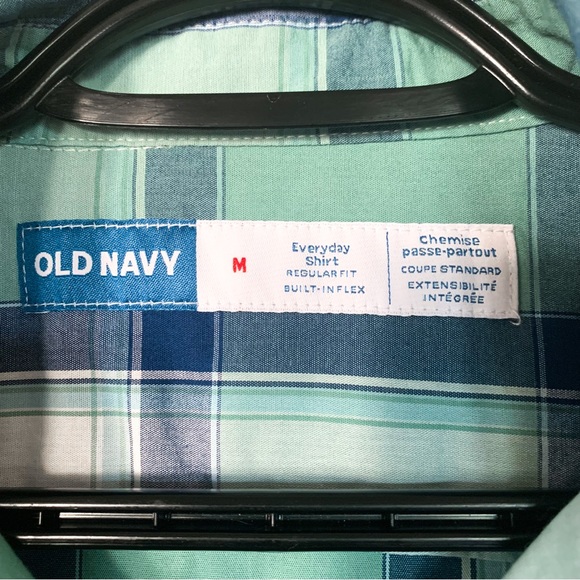 OLD NAVY
M
Everyday
Shirt
REGULAR FIT
BUILT-IN FLEX
Chemise
passe-partout
COUPE STANDARD
EXTENSIBILITÉ
INTÉGRÉE